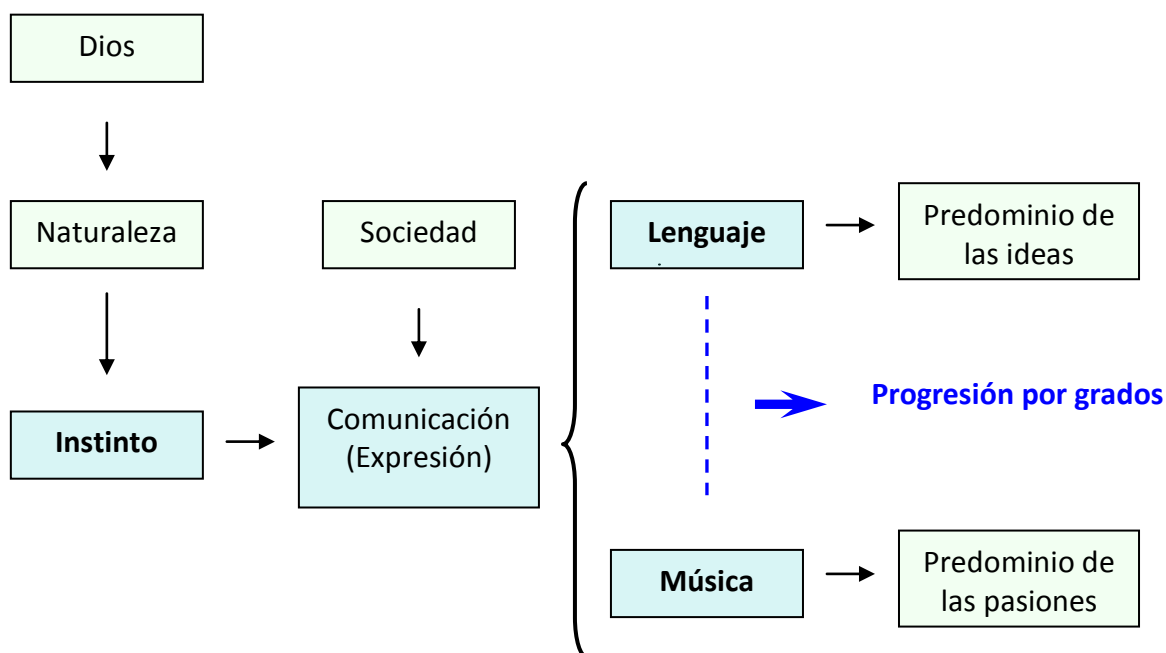 Dios
Naturaleza
Sociedad
Lenguaje
Predominio de
las ideas
Progresión por grados
Instinto
Comunicación
(Expresión)
Música
Predominio de
las pasiones